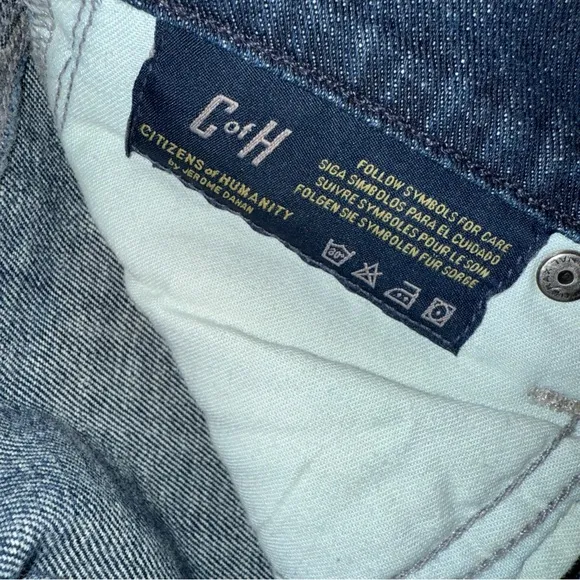 C of H
CITIZENS of HUMANITY
by JEROME DAHAN
FOLLOW SYMBOLS FOR CARE
SIGA SIMBOLOS PARA EL CUIDADO
SUIVRE SYMBOLES POUR LE SOIN
FOLGEN SIE SYMBOLEN FUR SORGE
30°